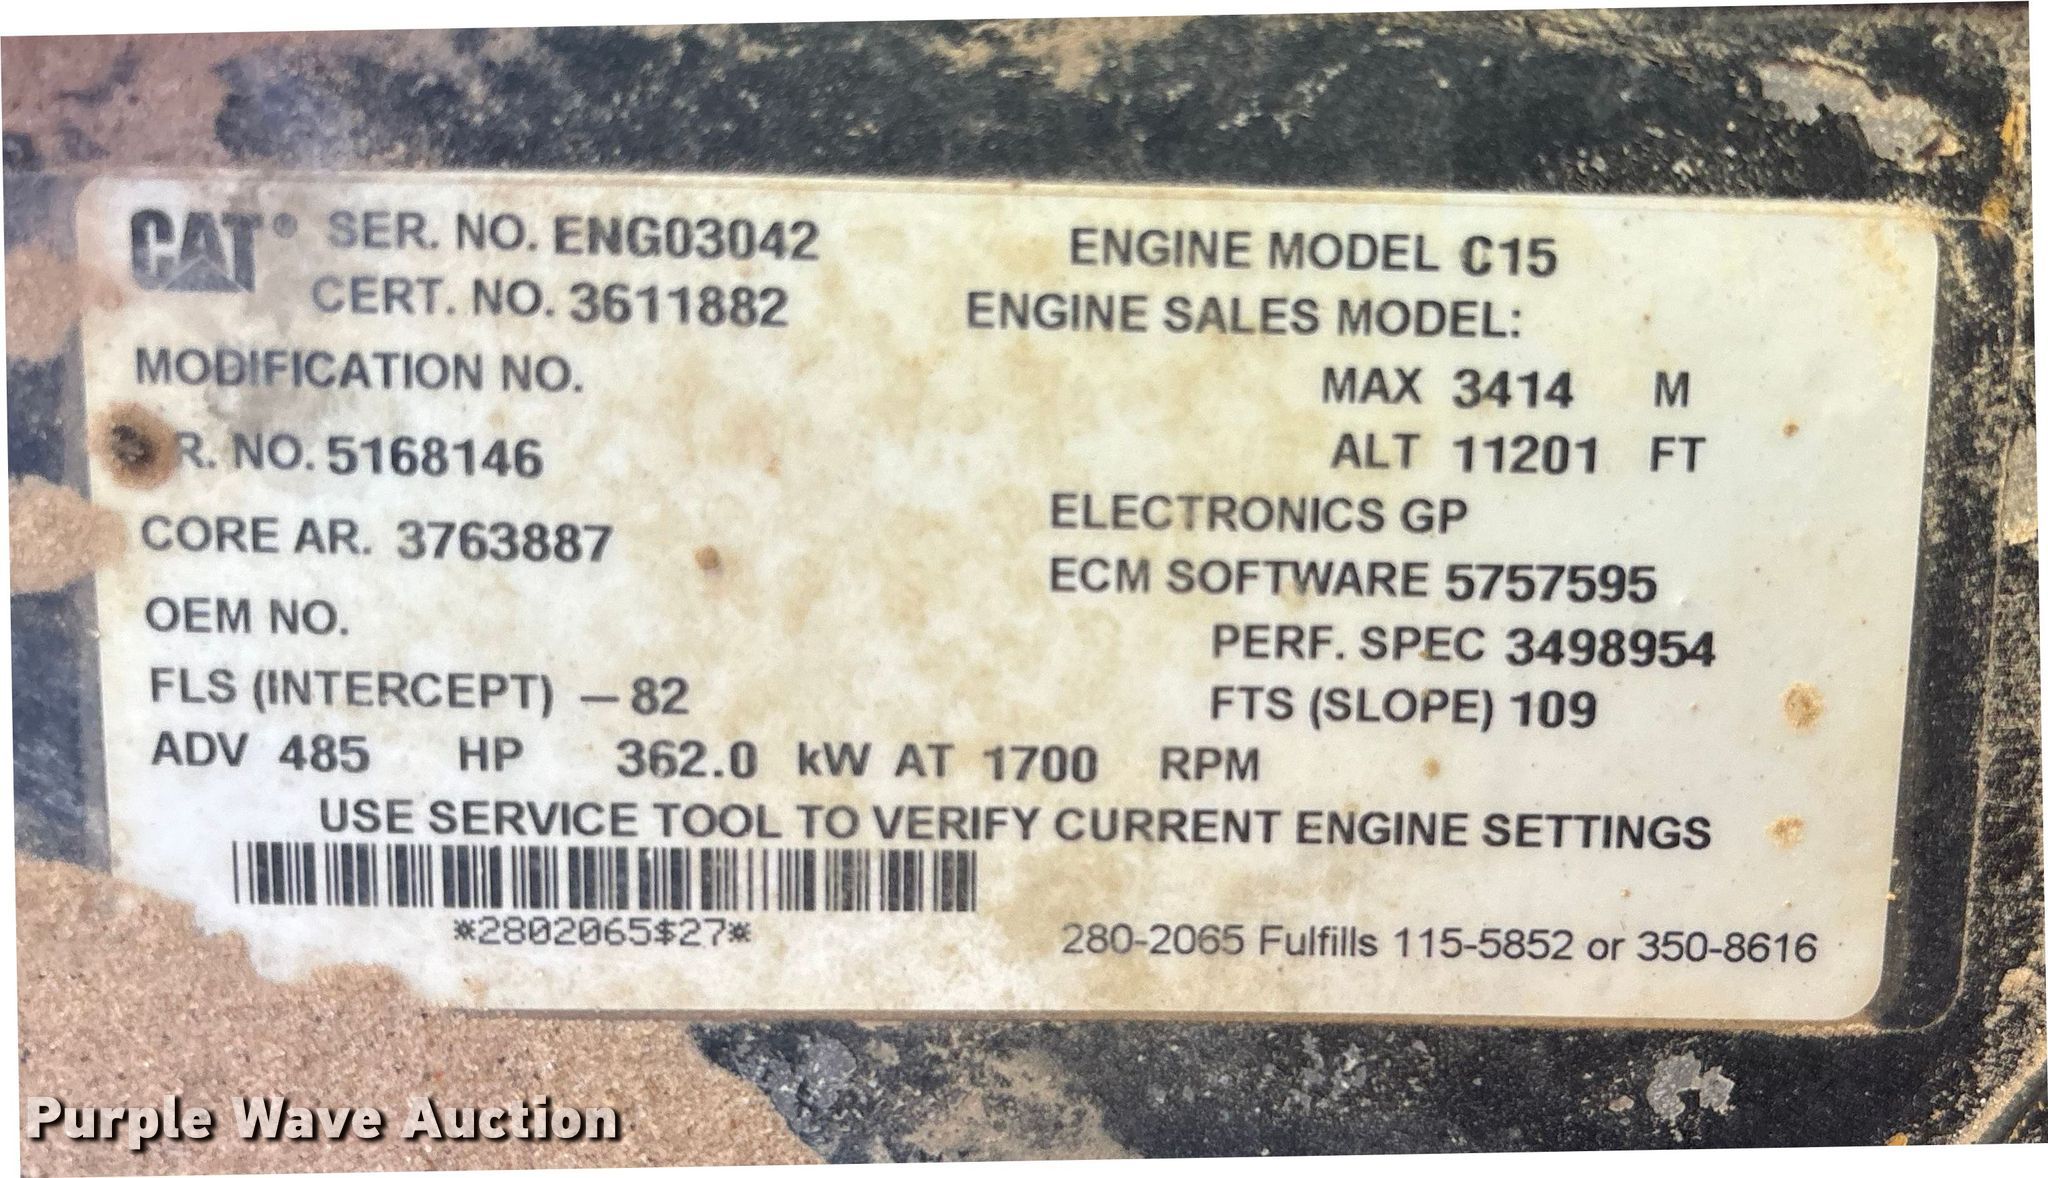 CAT® SER. NO. ENG03042
CERT. NO. 3611882
MODIFICATION NO.
R. NO. 5168146
CORE AR. 3763887
OEM NO.
FLS (INTERCEPT) –82
ADV 485 HP 362.0 kW AT 1700 RPM
ENGINE MODEL C15
ENGINE SALES MODEL:
MAX 3414 M
ALT 11201 FT
ELECTRONICS GP
ECM SOFTWARE 5757595
PERF. SPEC 3498954
FTS (SLOPE) 109
USE SERVICE TOOL TO VERIFY CURRENT ENGINE SETTINGS
*2802065$27*
280-2065 Fulfills 115-5852 or 350-8616
Purple Wave Auction